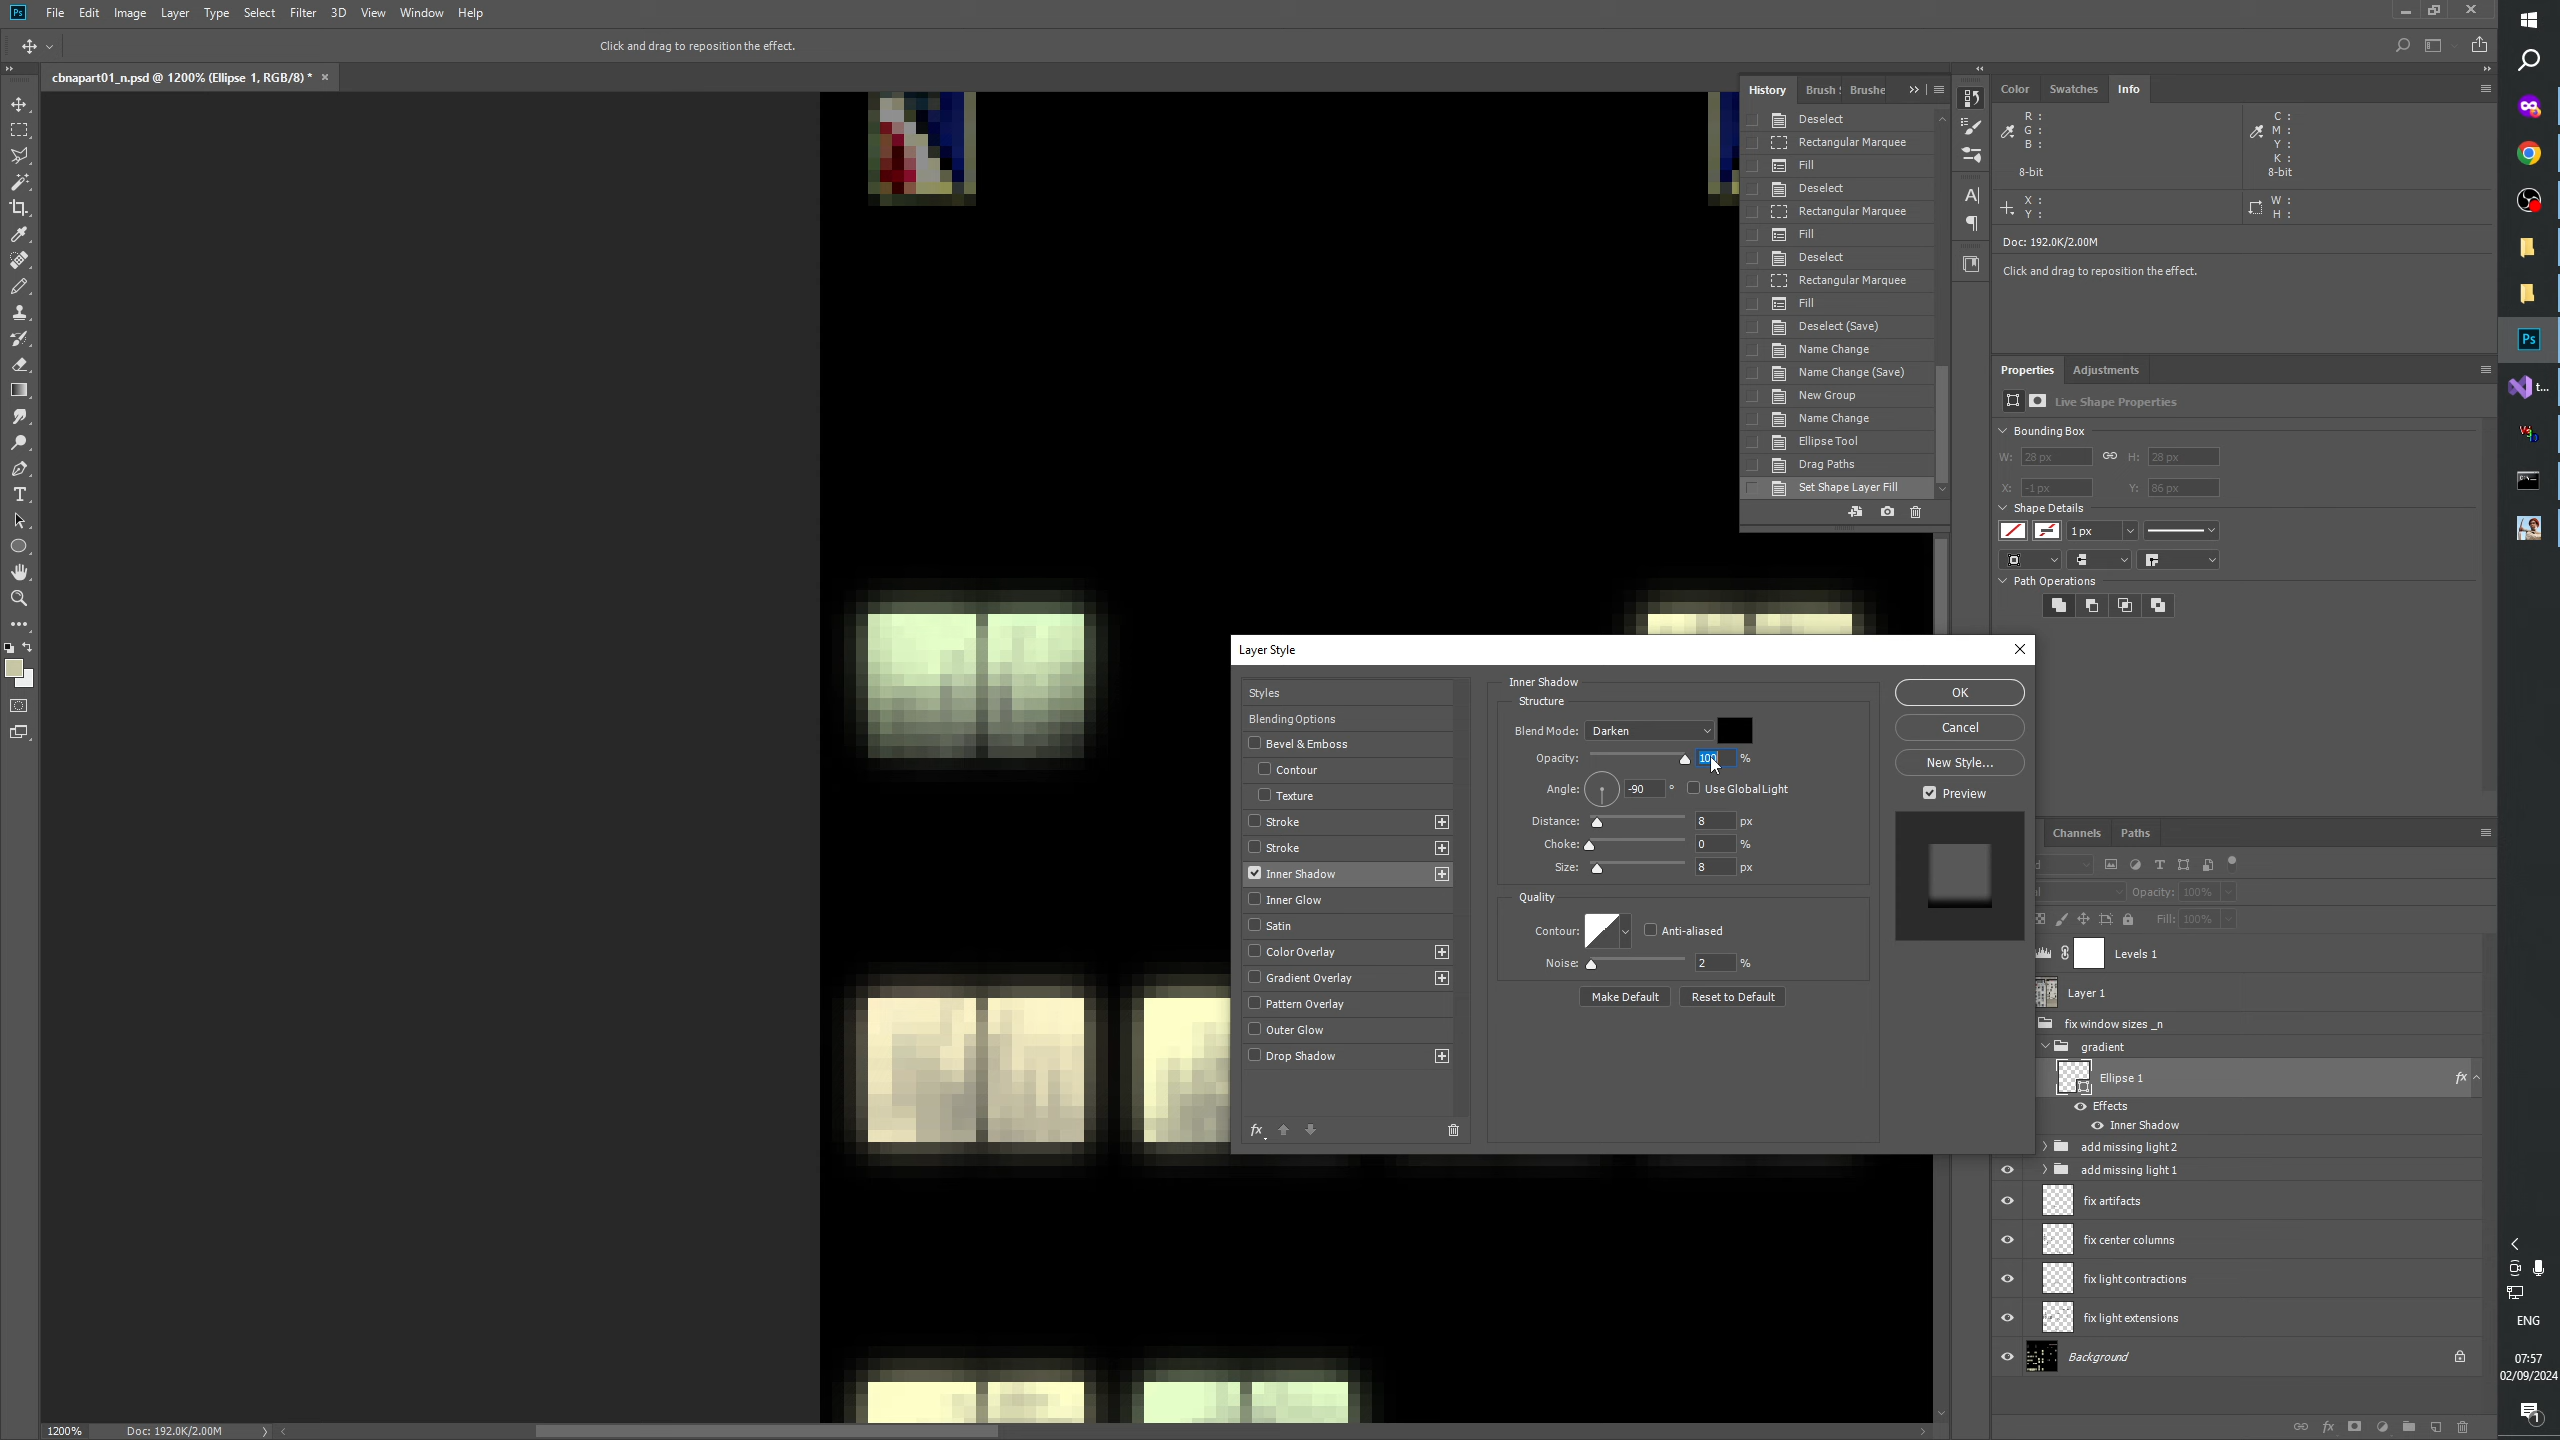 Ps File Edit Image Layer Type Select Filter 3D View Window Help
Click and drag to reposition the effect.
cbnapart01_n.psd @ 1200% (Ellipse 1, RGB/8) * ×
History
Brush
Brushe
Deselect
Rectangular Marquee
Fill
Deselect
Rectangular Marquee
Fill
Deselect
Rectangular Marquee
Fill
Deselect (Save)
Name Change
Name Change (Save)
New Group
Name Change
Ellipse Tool
Drag Paths
Set Shape Layer Fill
Color Swatches Info
R :
G :
B :
8-bit
C :
M :
Y :
K :
8-bit
X :
Y :
W :
H :
Doc: 192.0K/2.00M
Click and drag to reposition the effect.
Properties Adjustments
Live Shape Properties
Bounding Box
W: 28 px H: 28 px
X: -1 px Y: 86 px
Shape Details
1 px
Path Operations
Layer Style
Styles
Blending Options
Bevel & Emboss
Contour
Texture
Stroke
Stroke
Inner Shadow
Inner Glow
Satin
Color Overlay
Gradient Overlay
Pattern Overlay
Outer Glow
Drop Shadow
fx
Inner Shadow
Structure
Blend Mode: Darken
Opacity: 100 %
Angle: -90 ° Use Global Light
Distance: 8 px
Choke: 0 %
Size: 8 px
Quality
Contour: Anti-aliased
Noise: 2 %
Make Default Reset to Default
OK
Cancel
New Style...
Preview
Channels Paths
Opacity: 100%
Fill: 100%
Levels 1
Layer 1
fix window sizes _n
gradient
Ellipse 1 fx
Effects
Inner Shadow
add missing light 2
add missing light 1
fix artifacts
fix center columns
fix light contractions
fix light extensions
Background
1200% Doc: 192.0K/2.00M
Ps
t...
ENG
07:57
02/09/2024
1